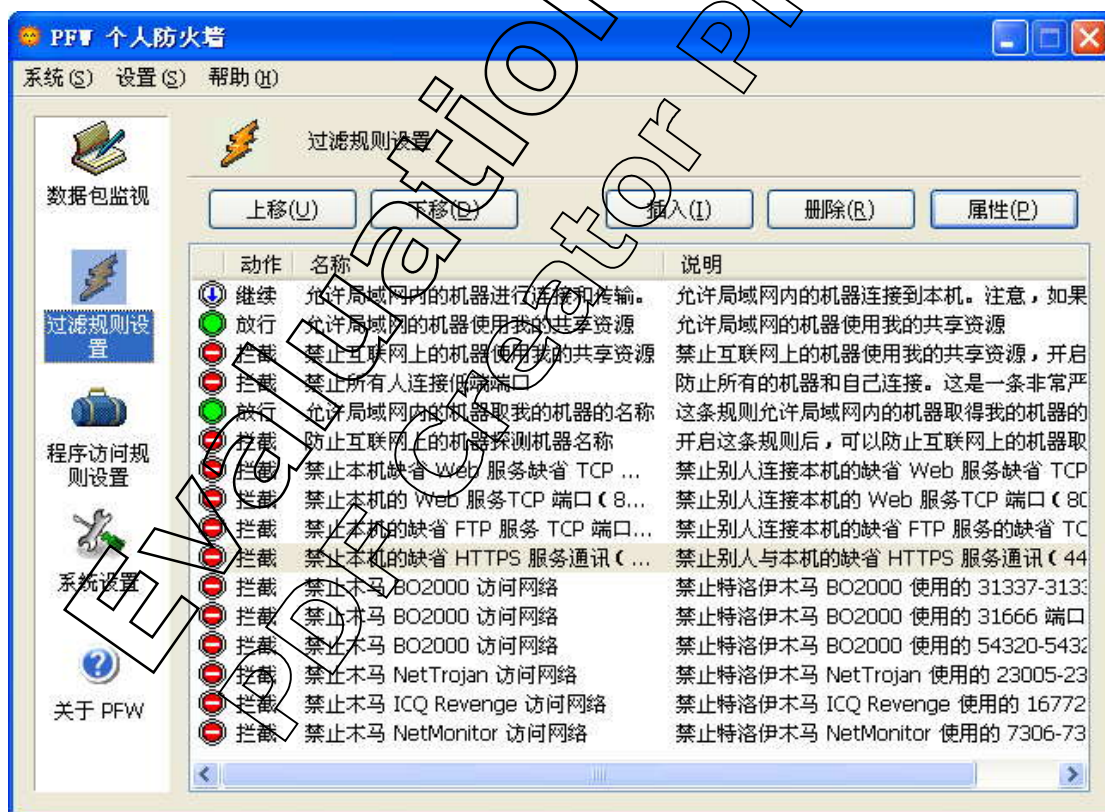 PFW 个人防火墙
系统(S) 设置(S) 帮助(H)
过滤规则设置
数据包监视
上移(U) 下移(D) 插入(I) 删除(R) 属性(P)
动作 名称 说明
继续 允许局域网内的机器进行连接和传输。 允许局域网内的机器连接到本机。注意，如果
放行 允许局域网的机器使用我的共享资源 允许局域网的机器使用我的共享资源
过滤规则设
置
拦截 禁止互联网上的机器使用我的共享资源 禁止互联网上的机器使用我的共享资源，开启
拦截 禁止所有人连接低端端口 防止所有的机器和自己连接。这是一条非常严
放行 允许局域网内的机器取我的机器的名称 这条规则允许局域网内的机器取得我的机器的
拦截 防止互联网上的机器探测机器名称 开启这条规则后，可以防止互联网上的机器取
程序访问规
则设置
拦截 禁止本机缺省 Web 服务缺省 TCP ... 禁止别人连接本机的缺省 Web 服务缺省 TCP
拦截 禁止本机的 Web 服务TCP 端口(8... 禁止别人连接本机的 Web 服务TCP 端口(80
拦截 禁止本机的缺省 FTP 服务 TCP 端口... 禁止别人连接本机的缺省 FTP 服务的缺省 TC
拦截 禁止本机的缺省 HTTPS 服务通讯(... 禁止别人与本机的缺省 HTTPS 服务通讯(44
系统设置
拦截 禁止木马 BO2000 访问网络 禁止特洛伊木马 BO2000 使用的 31337-3133
拦截 禁止木马 BO2000 访问网络 禁止特洛伊木马 BO2000 使用的 31666 端口
拦截 禁止木马 BO2000 访问网络 禁止特洛伊木马 BO2000 使用的 54320-5432
拦截 禁止木马 NetTrojan 访问网络 禁止特洛伊木马 NetTrojan 使用的 23005-23
拦截 禁止木马 ICQ Revenge 访问网络 禁止特洛伊木马 ICQ Revenge 使用的 16772
拦截 禁止木马 NetMonitor 访问网络 禁止特洛伊木马 NetMonitor 使用的 7306-73
关于 PFW
Evaluation
PDF Creator